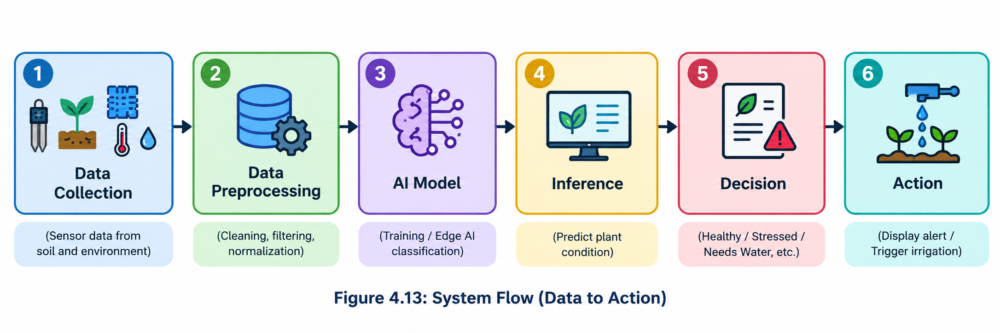 1
Data
Collection
(Sensor data from
soil and environment)
2
Data
Preprocessing
(Cleaning, filtering,
normalization)
3
AI Model
(Training / Edge AI
classification)
4
Inference
(Predict plant
condition)
5
Decision
(Healthy / Stressed /
Needs Water, etc.)
6
Action
(Display alert /
Trigger irrigation)
Figure 4.13: System Flow (Data to Action)